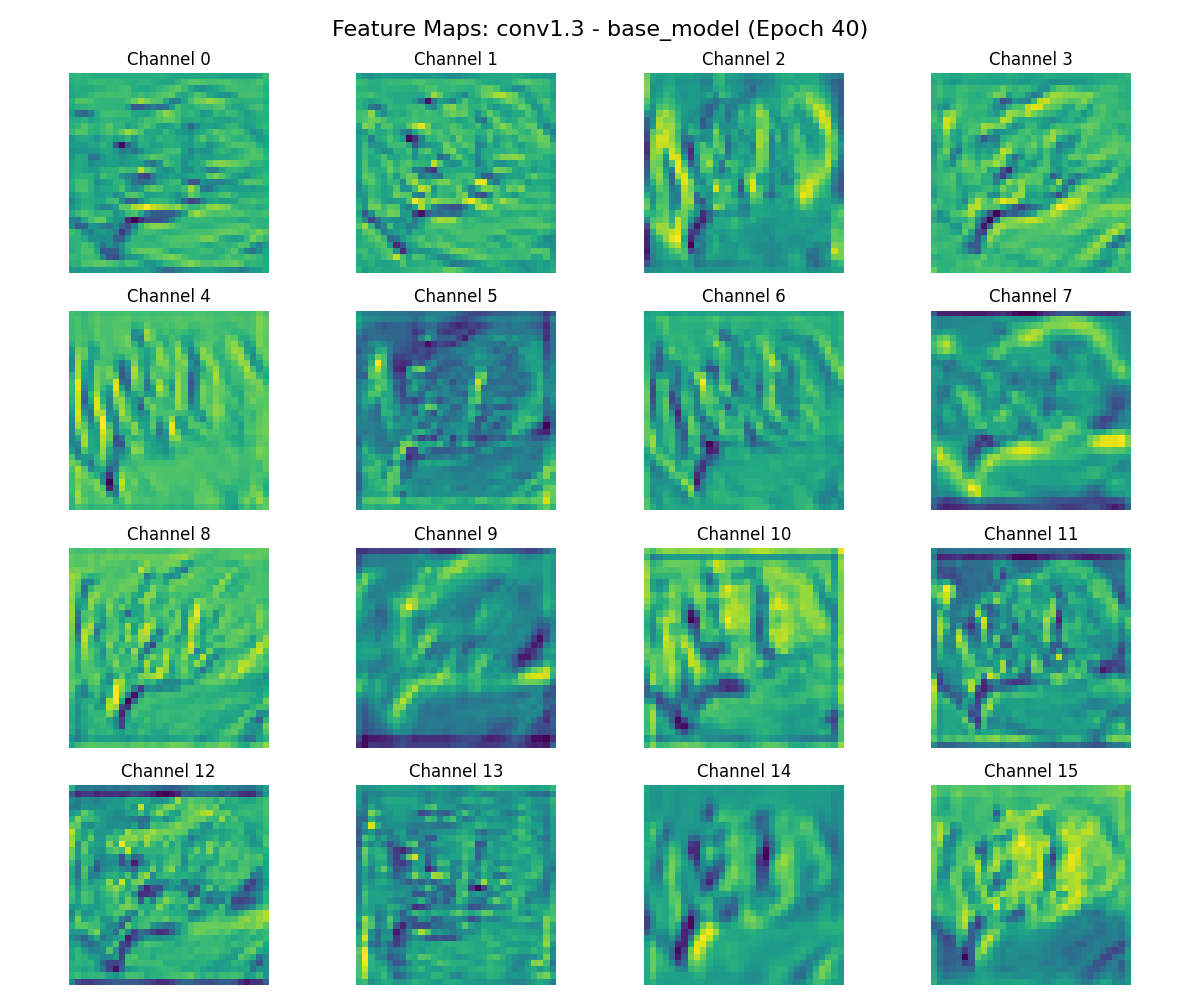 Feature Maps: conv1.3 - base_model (Epoch 40)
Channel 0
Channel 1
Channel 2
Channel 3
Channel 4
Channel 5
Channel 6
Channel 7
Channel 8
Channel 9
Channel 10
Channel 11
Channel 12
Channel 13
Channel 14
Channel 15